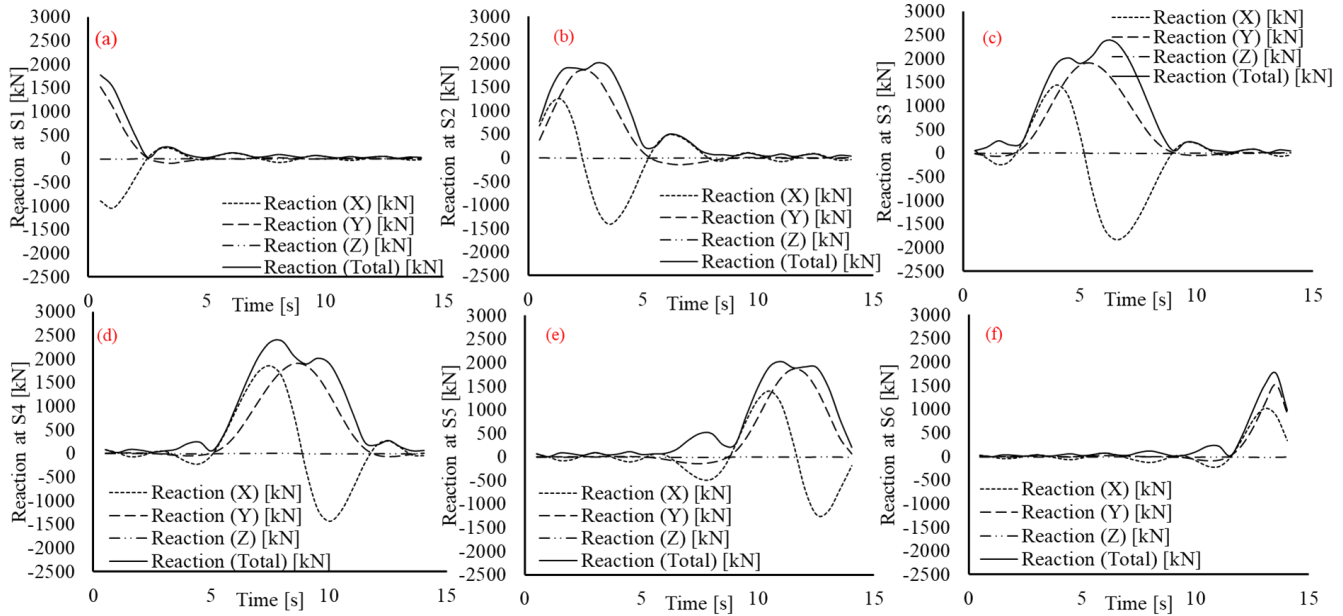 3000
2500
2000
1500
1000
500
0
-500
-1000
-1500
-2000
-2500
Reaction at S1 [kN]
(a)
Reaction (X) [kN]
Reaction (Y) [kN]
Reaction (Z) [kN]
Reaction (Total) [kN]
0 5 10 15
Time [s]
3000
2500
2000
1500
1000
500
0
-500
-1000
-1500
-2000
-2500
Reaction at S2 [kN]
(b)
Reaction (X) [kN]
Reaction (Y) [kN]
Reaction (Z) [kN]
Reaction (Total) [kN]
0 5 10 15
Time [s]
3000
2500
2000
1500
1000
500
0
-500
-1000
-1500
-2000
-2500
Reaction at S3 [kN]
(c)
Reaction (X) [kN]
Reaction (Y) [kN]
Reaction (Z) [kN]
Reaction (Total) [kN]
0 5 10 15
Time [s]
3000
2500
2000
1500
1000
500
0
-500
-1000
-1500
-2000
-2500
Reaction at S4 [kN]
(d)
Reaction (X) [kN]
Reaction (Y) [kN]
Reaction (Z) [kN]
Reaction (Total) [kN]
0 5 10 15
Time [s]
3000
2500
2000
1500
1000
500
0
-500
-1000
-1500
-2000
-2500
Reaction at S5 [kN]
(e)
Reaction (X) [kN]
Reaction (Y) [kN]
Reaction (Z) [kN]
Reaction (Total) [kN]
0 5 10 15
Time [s]
3000
2500
2000
1500
1000
500
0
-500
-1000
-1500
-2000
-2500
Reaction at S6 [kN]
(f)
Reaction (X) [kN]
Reaction (Y) [kN]
Reaction (Z) [kN]
Reaction (Total) [kN]
0 5 10 15
Time [s]